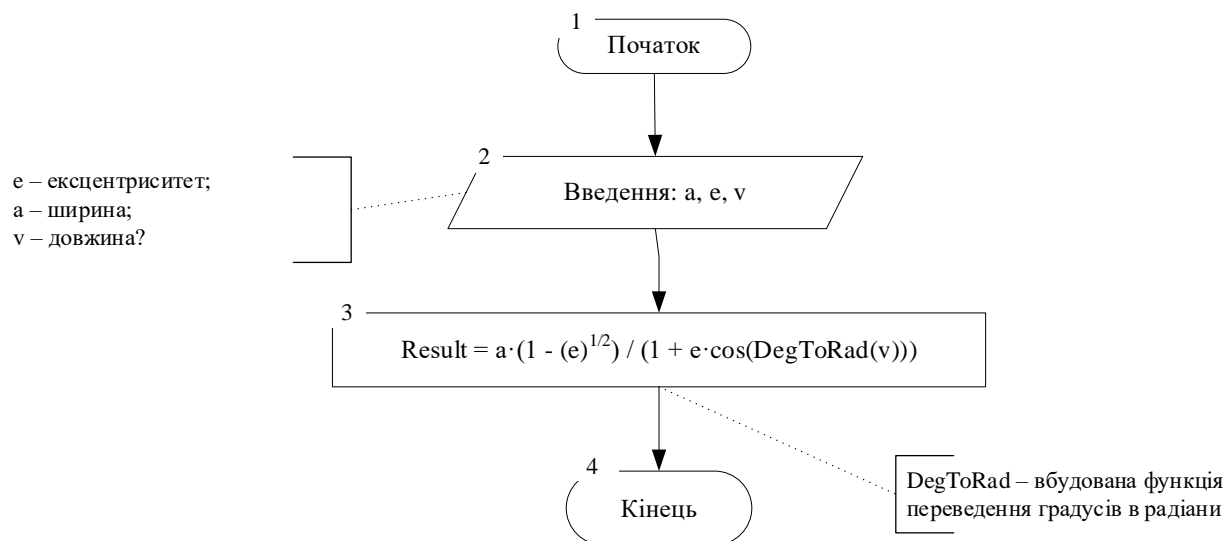 1
Початок
2
Введення: a, e, v
e – ексцентриситет;
a – ширина;
v – довжина?
3
Result = a·(1 - (e)^1/2) / (1 + e·cos(DegToRad(v)))
4
Кінець
DegToRad – вбудована функція
переведення градусів в радіани